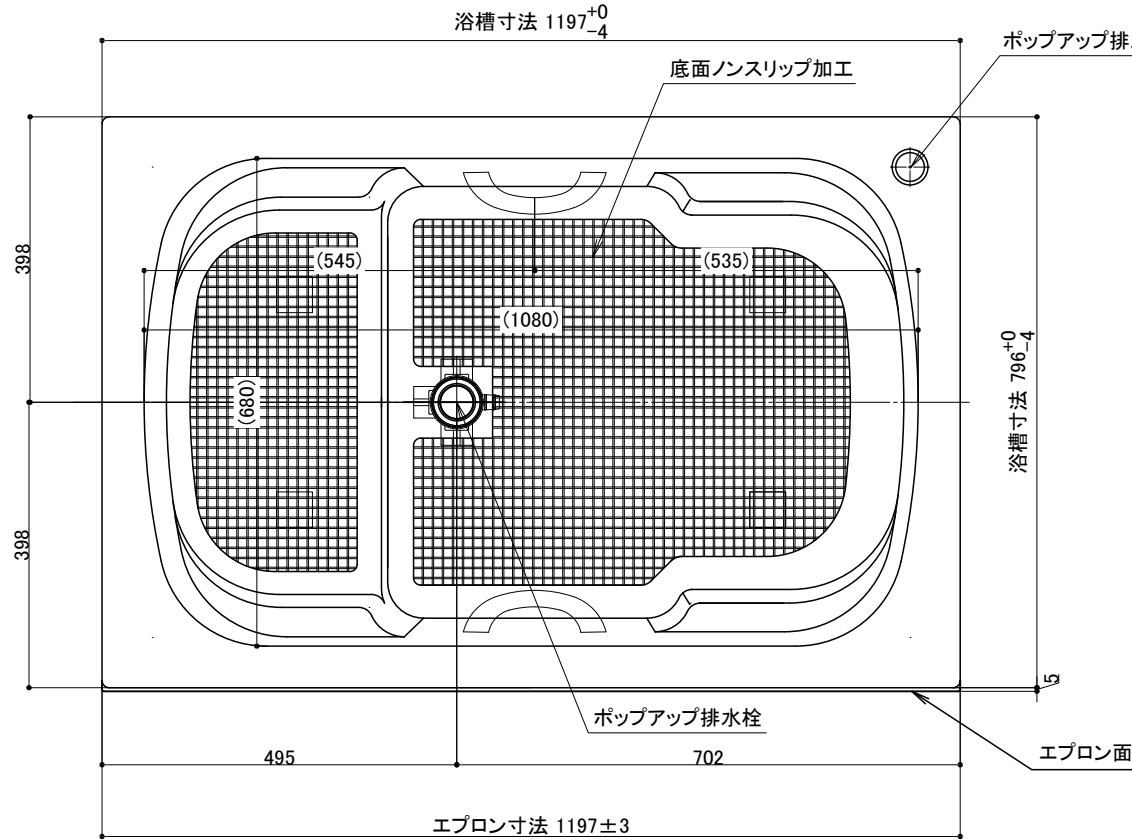 浴槽寸法 1197+0-4
ポップアップ排
底面ノンスリップ加工
398
(545)
(535)
(1080)
浴槽寸法 796+0-4
(680)
398
5
ポップアップ排水栓
495
702
エプロン面
エプロン寸法 1197±3